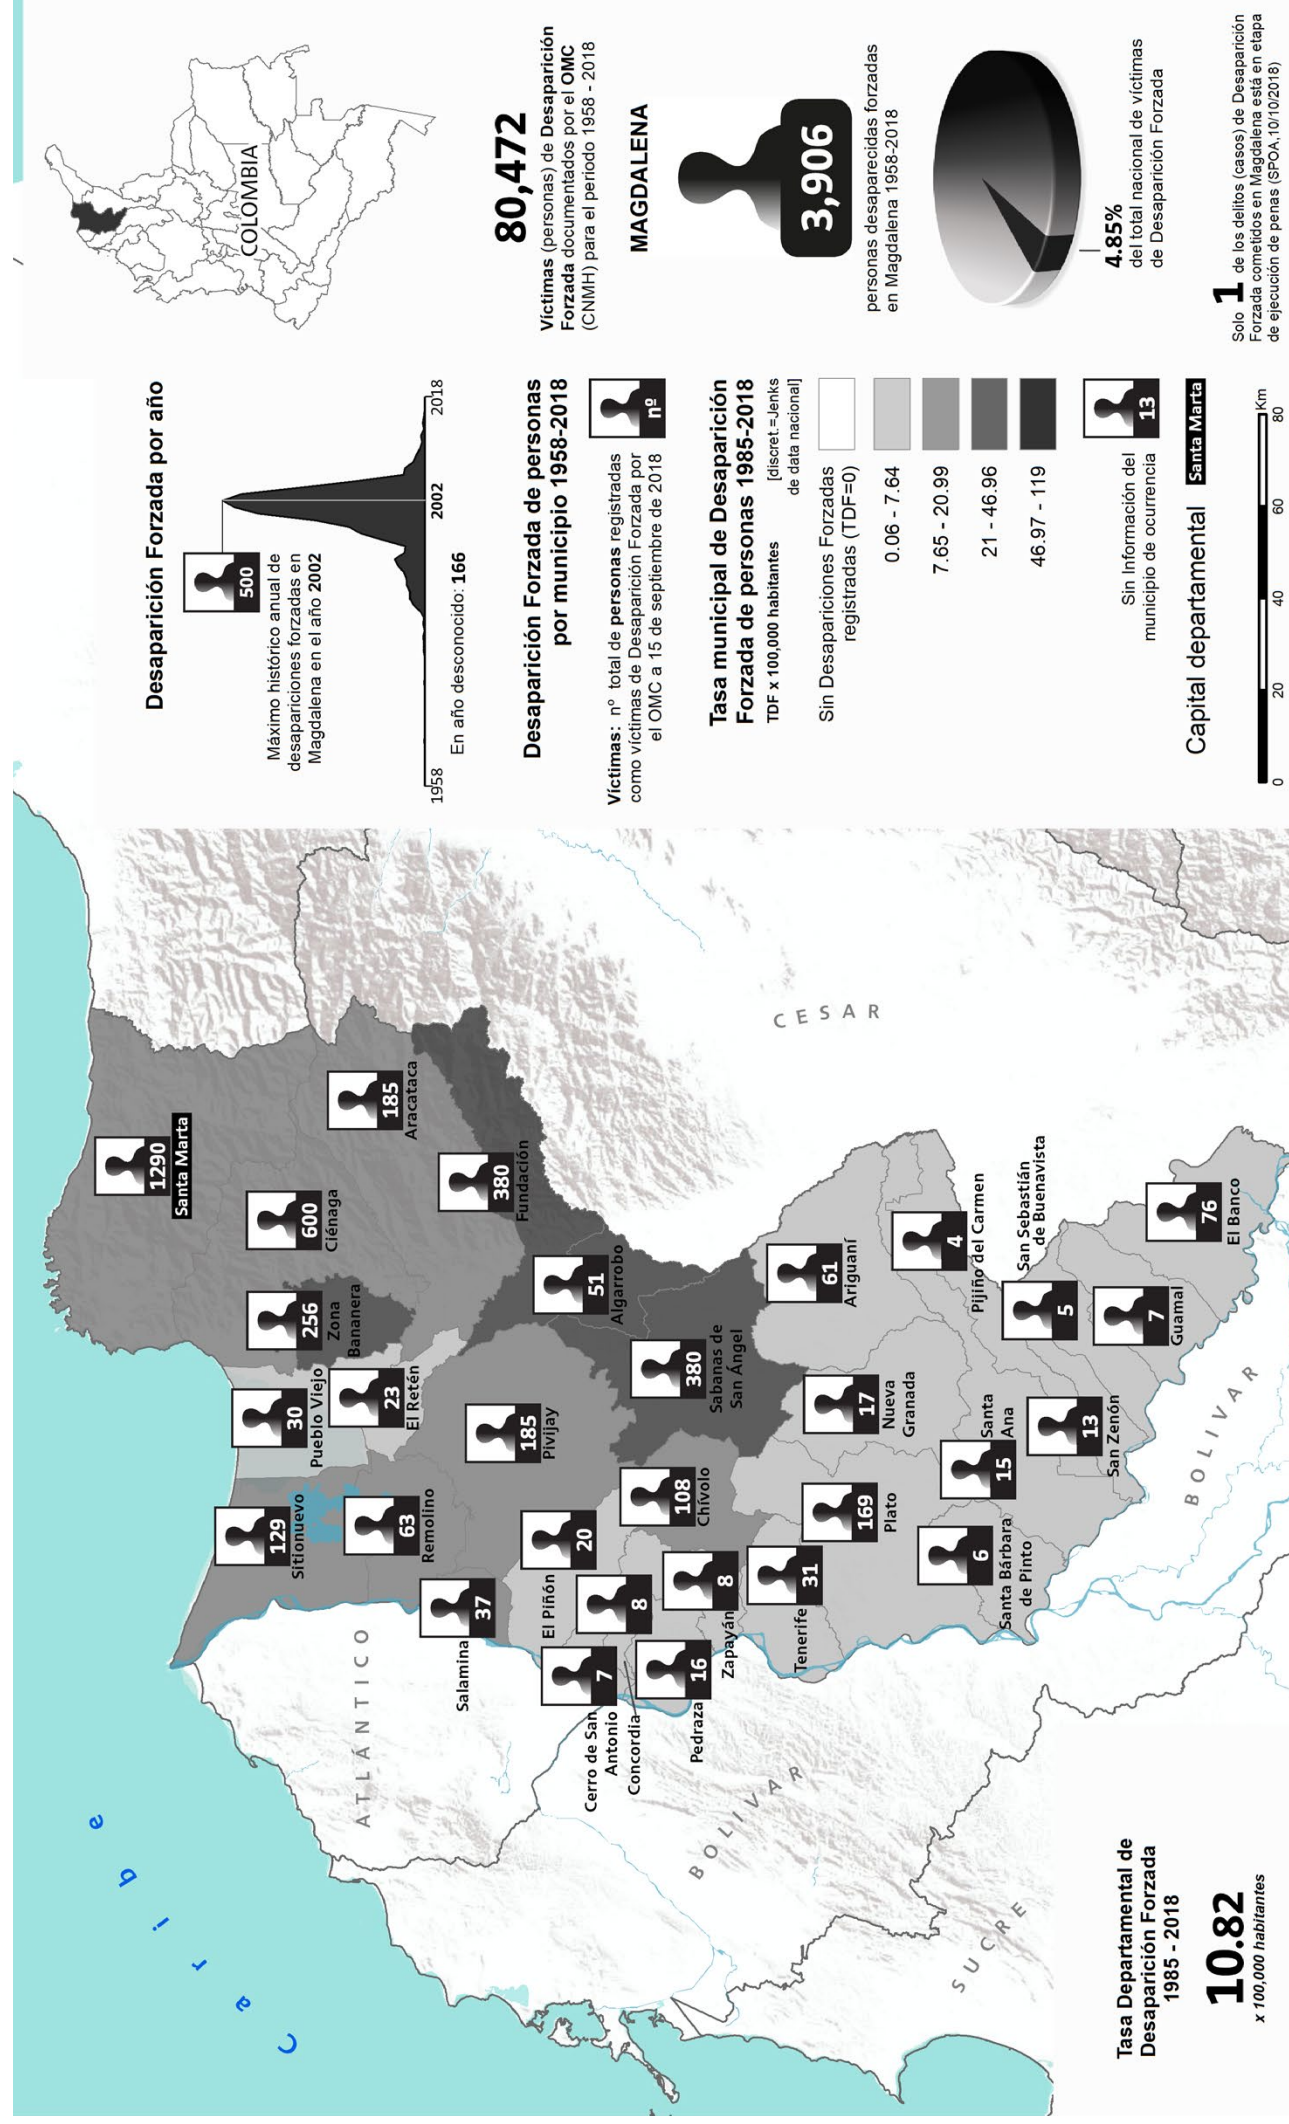 Caribe
ATLÁNTICO
BOLIVAR
SUCRE
CESAR
BOLIVAR
1290
Santa Marta
600
Ciénaga
185
Aracataca
256
Zona
Bananera
30
Pueblo Viejo
23
El Retén
129
Sitionuevo
63
Remolino
37
Salamina
380
Fundación
51
Algarrobo
185
Pivijay
380
Sabanas de
San Ángel
20
El Piñón
108
Chívolo
8
7
Cerro de San
Antonio
Concordia
16
Pedraza
8
Zapayán
31
Tenerife
61
Ariguaní
17
Nueva
Granada
169
Plato
4
Pijiño del Carmen
15
Santa
Ana
6
Santa Bárbara
de Pinto
San Sebastián
de Buenavista
5
13
San Zenón
7
Guamal
76
El Banco
Tasa Departamental de
Desaparición Forzada
1985 - 2018
10.82
x 100,000 habitantes
Desaparición Forzada por año
500
Máximo histórico anual de
desapariciones forzadas en
Magdalena en el año 2002
1958
2002
2018
En año desconocido: 166
Desaparición Forzada de personas
por municipio 1958-2018
Víctimas: nº total de personas registradas
como víctimas de Desaparición Forzada por
el OMC a 15 de septiembre de 2018
nº
Tasa municipal de Desaparición
Forzada de personas 1985-2018
TDF x 100,000 habitantes
[discret.=Jenks
de data nacional]
Sin Desapariciones Forzadas
registradas (TDF=0)
0.06 - 7.64
7.65 - 20.99
21 - 46.96
46.97 - 119
Sin Información del
municipio de ocurrencia
13
Capital departamental
Santa Marta
0
20
40
60
80
Km
COLOMBIA
80,472
Víctimas (personas) de Desaparición
Forzada documentados por el OMC
(CNMH) para el periodo 1958 - 2018
MAGDALENA
3,906
personas desaparecidas forzadas
en Magdalena 1958-2018
4.85%
del total nacional de víctimas
de Desaparición Forzada
Solo 1 de los delitos (casos) de Desaparición
Forzada cometidos en Magdalena está en etapa
de ejecución de penas (SPOA,10/10/2018)